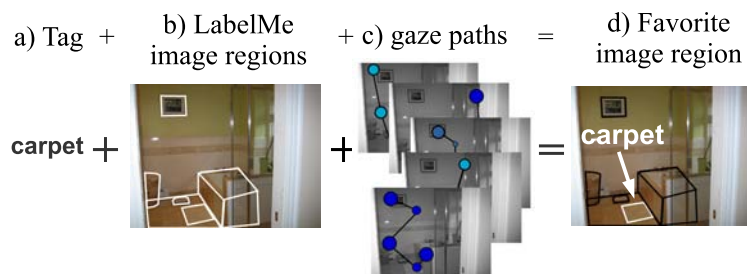 a) Tag + b) LabelMe image regions + c) gaze paths = d) Favorite image region
carpet + + =
carpet